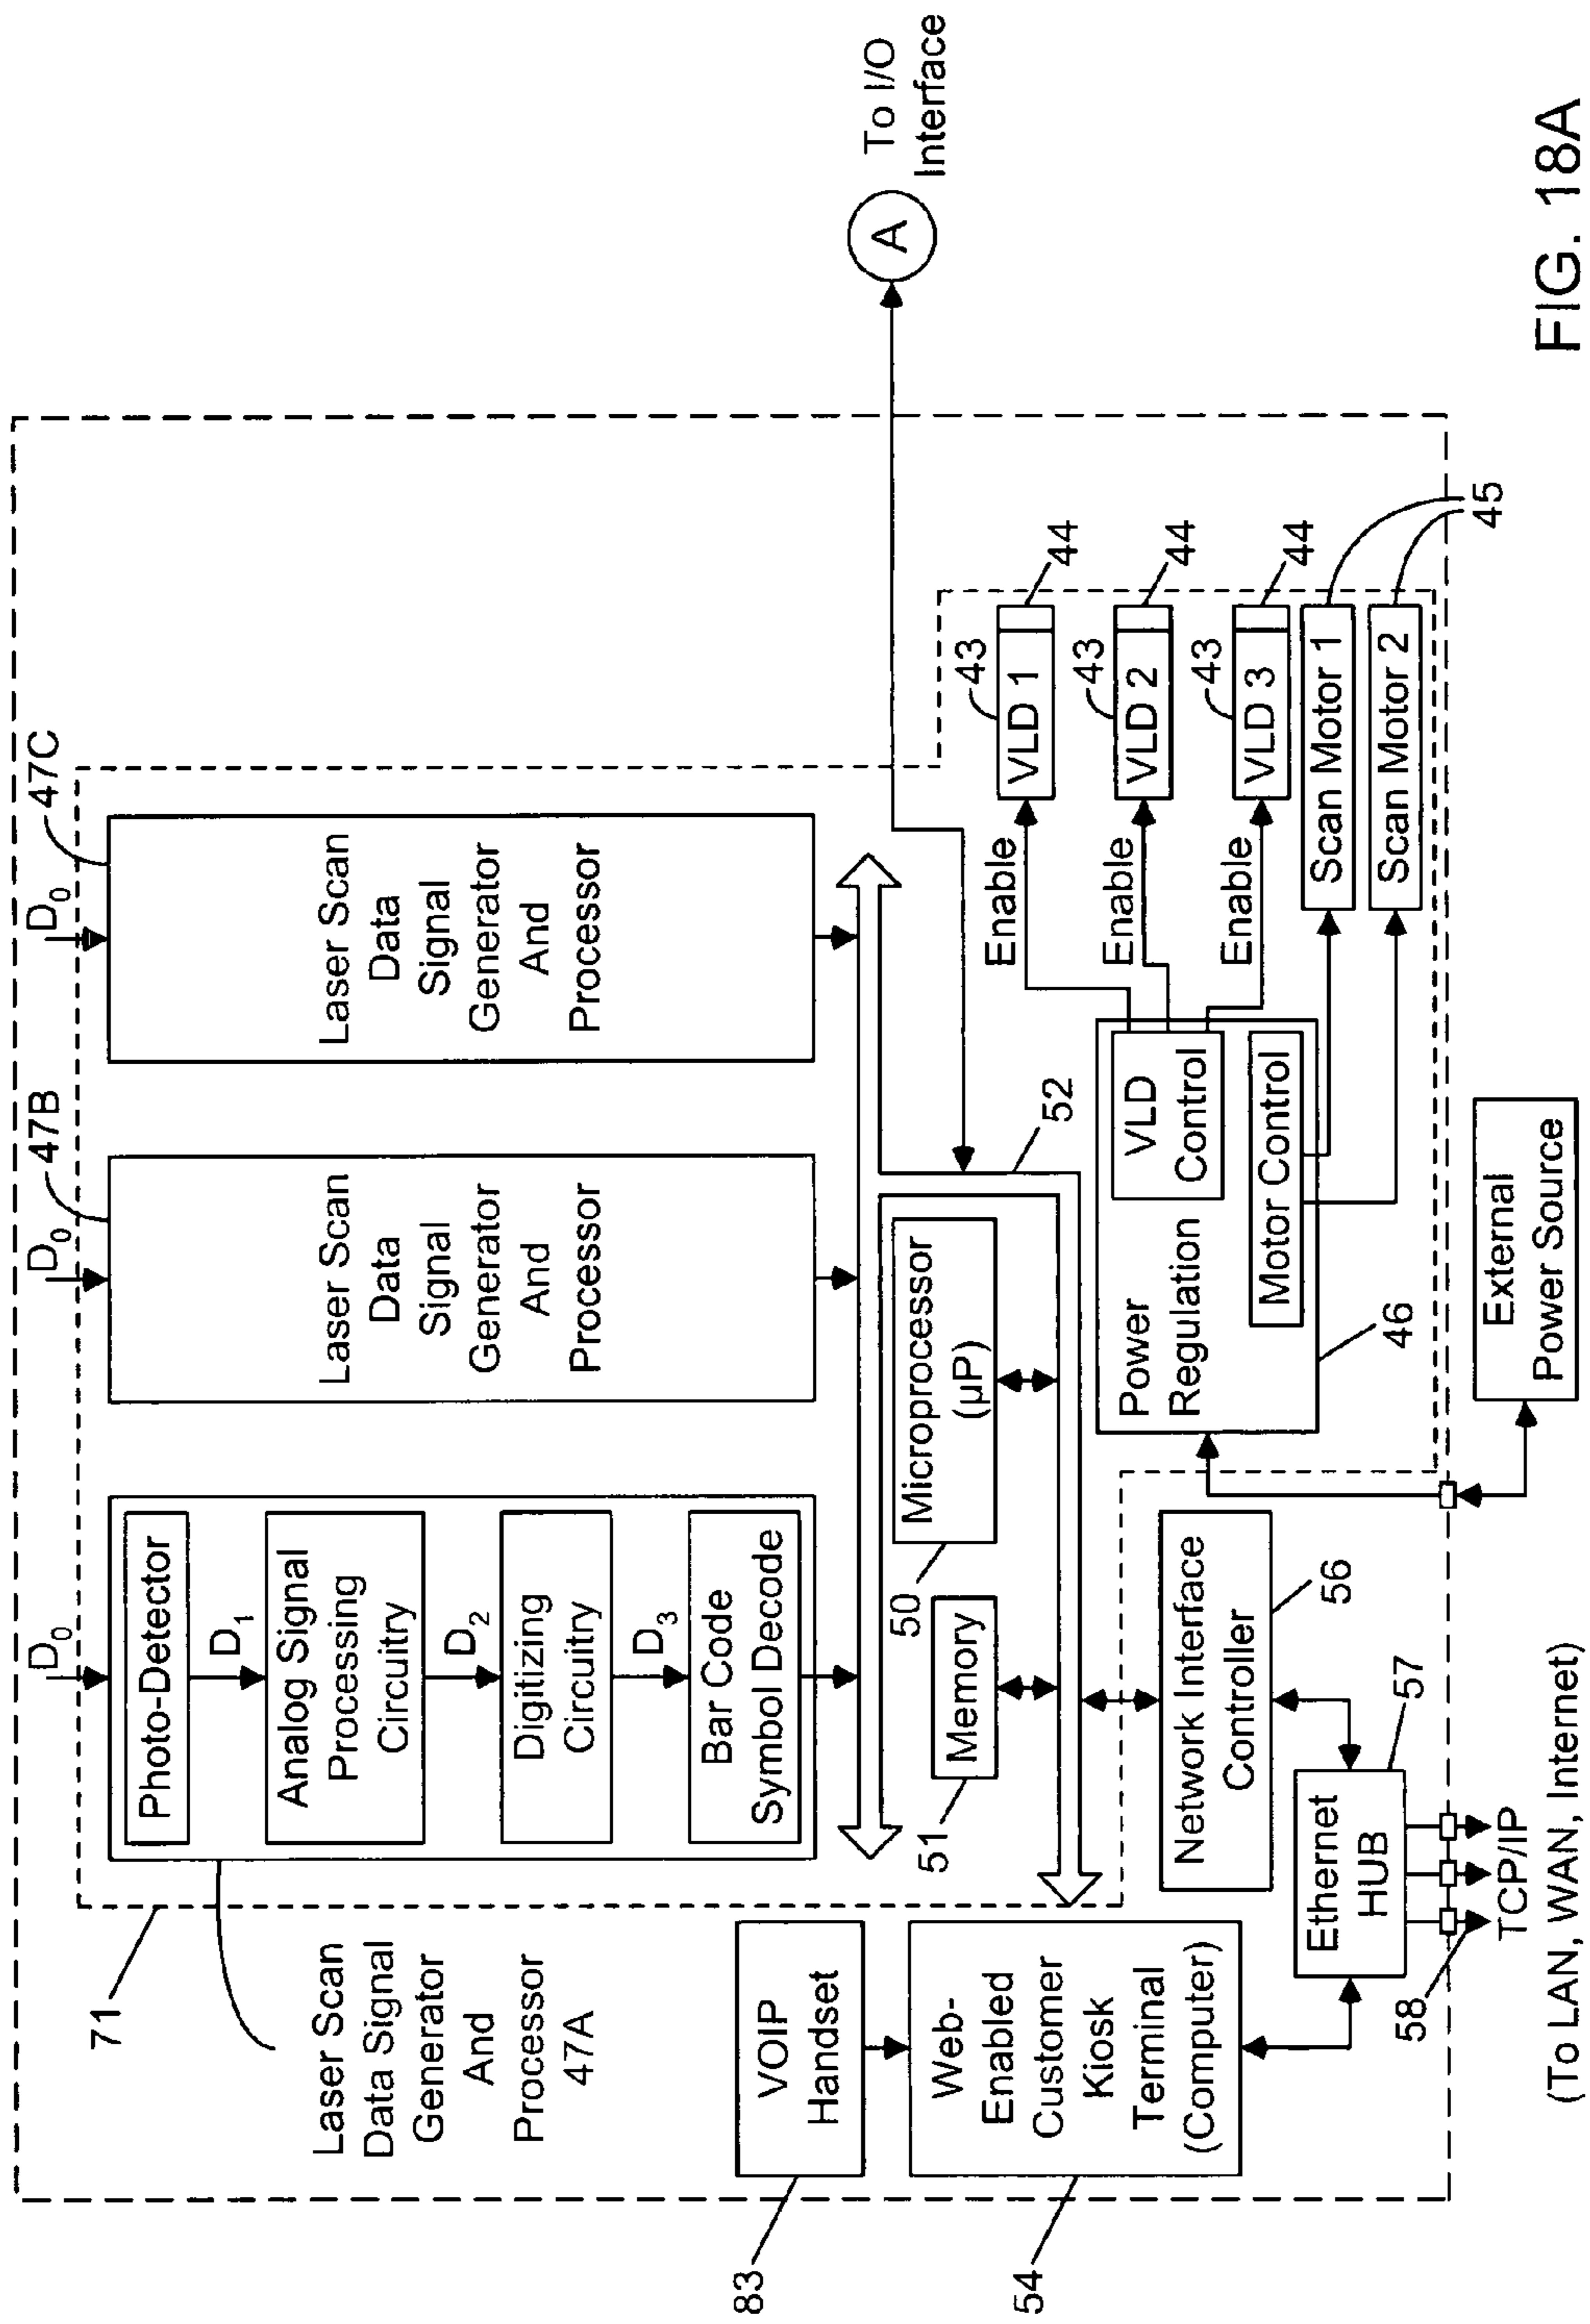 71
D0
D0
47B
D0
47C
Photo-Detector
D1
Analog Signal
Processing
Circuitry
D2
Digitizing
Circuitry
D3
Bar Code
Symbol Decode
Laser Scan
Data Signal
Generator
And
Processor
47A
Laser Scan
Data
Signal
Generator
And
Processor
Laser Scan
Data
Signal
Generator
And
Processor
A
To I/O
Interface
83
VOIP
Handset
54
Web-
Enabled
Customer
Kiosk
Terminal
(Computer)
51
Memory
50
Microprocessor
(µP)
52
Network Interface
Controller
56
Ethernet
HUB
57
58
TCP/IP
(To LAN, WAN, Internet)
Power
Regulation
VLD
Control
Motor Control
46
External
Power Source
Enable
43
VLD 1
44
Enable
43
VLD 2
44
Enable
43
VLD 3
44
Scan Motor 1
Scan Motor 2
45
FIG. 18A